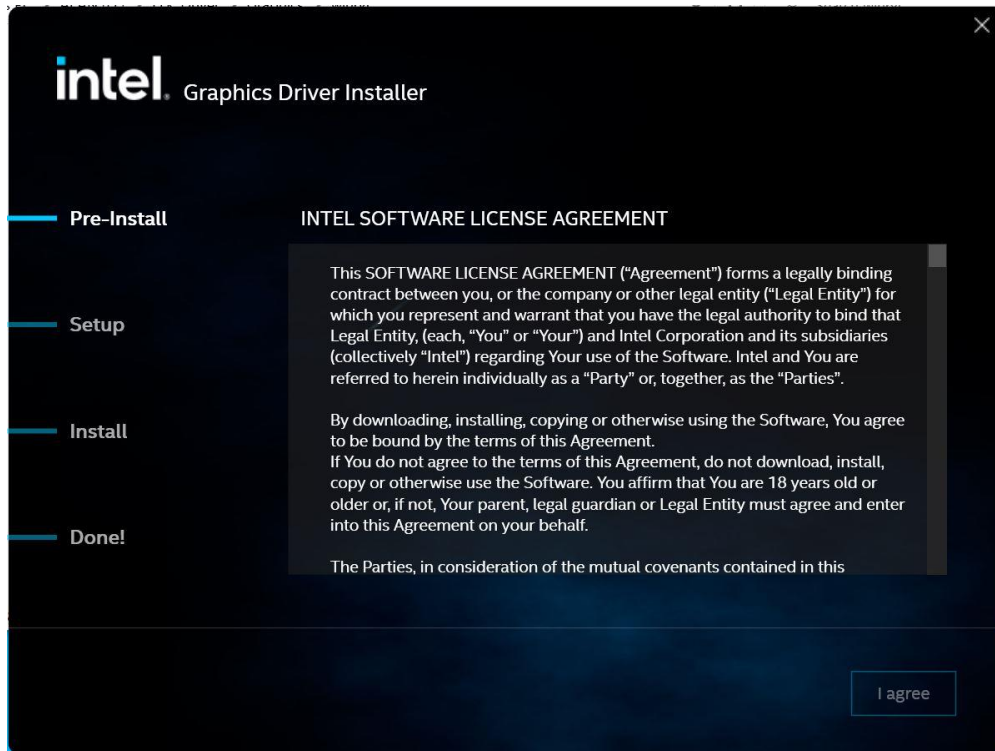 intel. Graphics Driver Installer
Pre-Install
INTEL SOFTWARE LICENSE AGREEMENT
This SOFTWARE LICENSE AGREEMENT (“Agreement”) forms a legally binding
contract between you, or the company or other legal entity (“Legal Entity”) for
which you represent and warrant that you have the legal authority to bind that
Legal Entity, (each, “You” or “Your”) and Intel Corporation and its subsidiaries
(collectively “Intel”) regarding Your use of the Software. Intel and You are
referred to herein individually as a “Party” or, together, as the “Parties”.
By downloading, installing, copying or otherwise using the Software, You agree
to be bound by the terms of this Agreement.
If You do not agree to the terms of this Agreement, do not download, install,
copy or otherwise use the Software. You affirm that You are 18 years old or
older or, if not, Your parent, legal guardian or Legal Entity must agree and enter
into this Agreement on your behalf.
The Parties, in consideration of the mutual covenants contained in this
Setup
Install
Done!
I agree